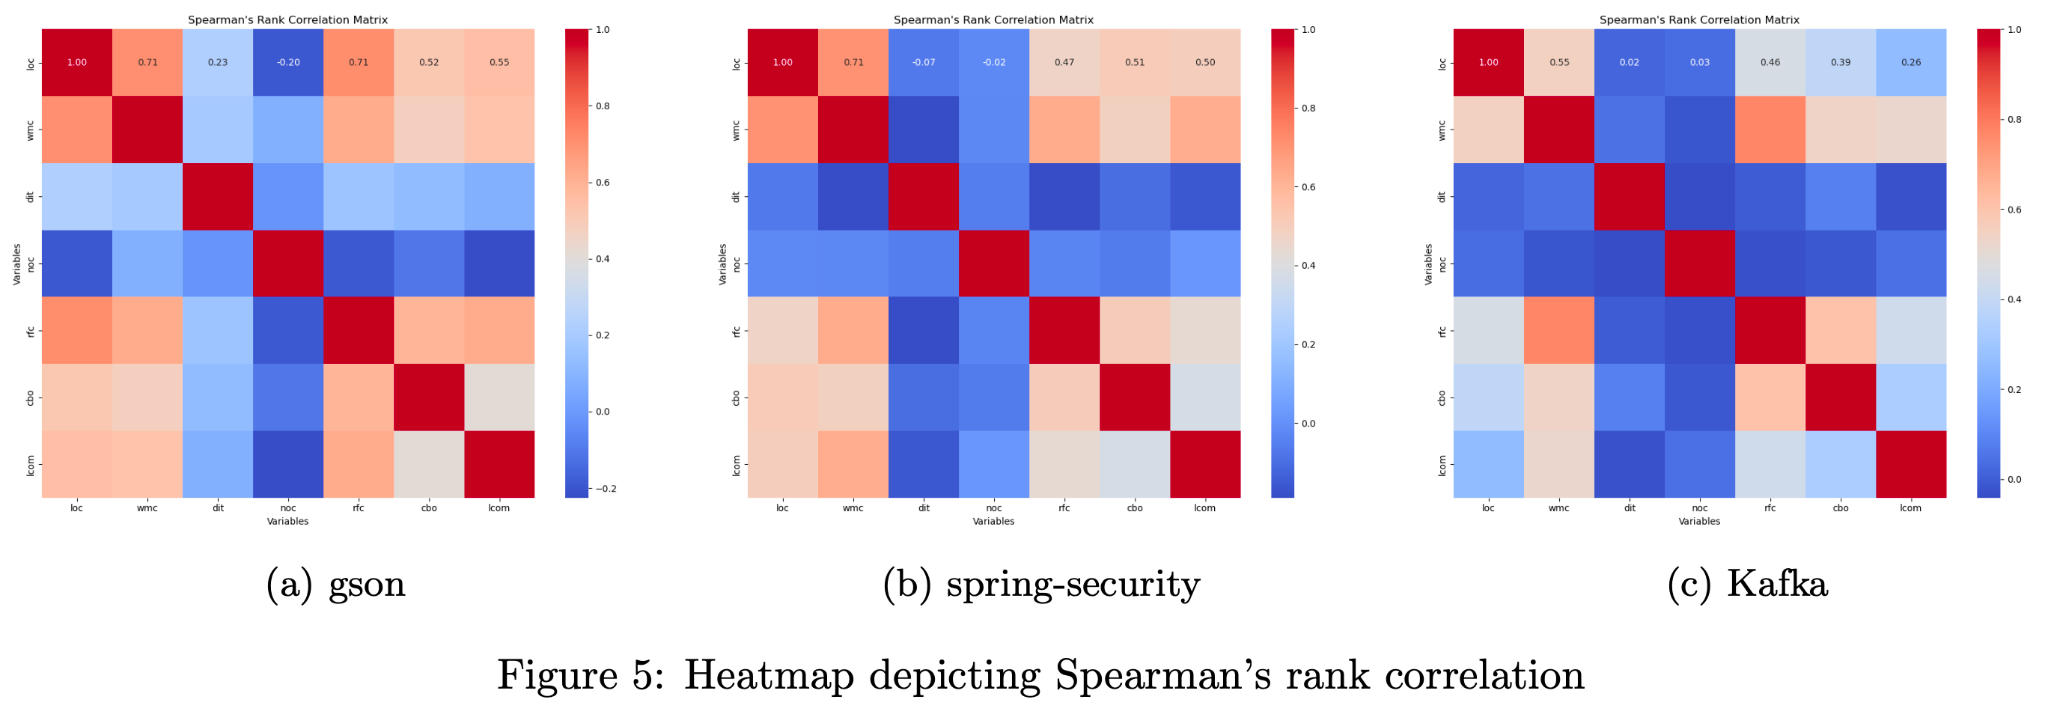 Spearman's Rank Correlation Matrix
loc 1.00 0.71 0.23 -0.20 0.71 0.52 0.55
wmc
dit
noc
rfc
cbo
lcom
Variables
loc wmc dit noc rfc cbo lcom
Variables
1.0
0.8
0.6
0.4
0.2
0.0
−0.2
(a) gson
Spearman's Rank Correlation Matrix
loc 1.00 0.71 -0.07 -0.02 0.47 0.51 0.50
wmc
dit
noc
rfc
cbo
lcom
Variables
loc wmc dit noc rfc cbo lcom
Variables
1.0
0.8
0.6
0.4
0.2
0.0
(b) spring-security
Spearman's Rank Correlation Matrix
loc 1.00 0.55 0.02 0.03 0.46 0.39 0.26
wmc
dit
noc
rfc
cbo
lcom
Variables
loc wmc dit noc rfc cbo lcom
Variables
1.0
0.8
0.6
0.4
0.2
0.0
(c) Kafka
Figure 5: Heatmap depicting Spearman’s rank correlation